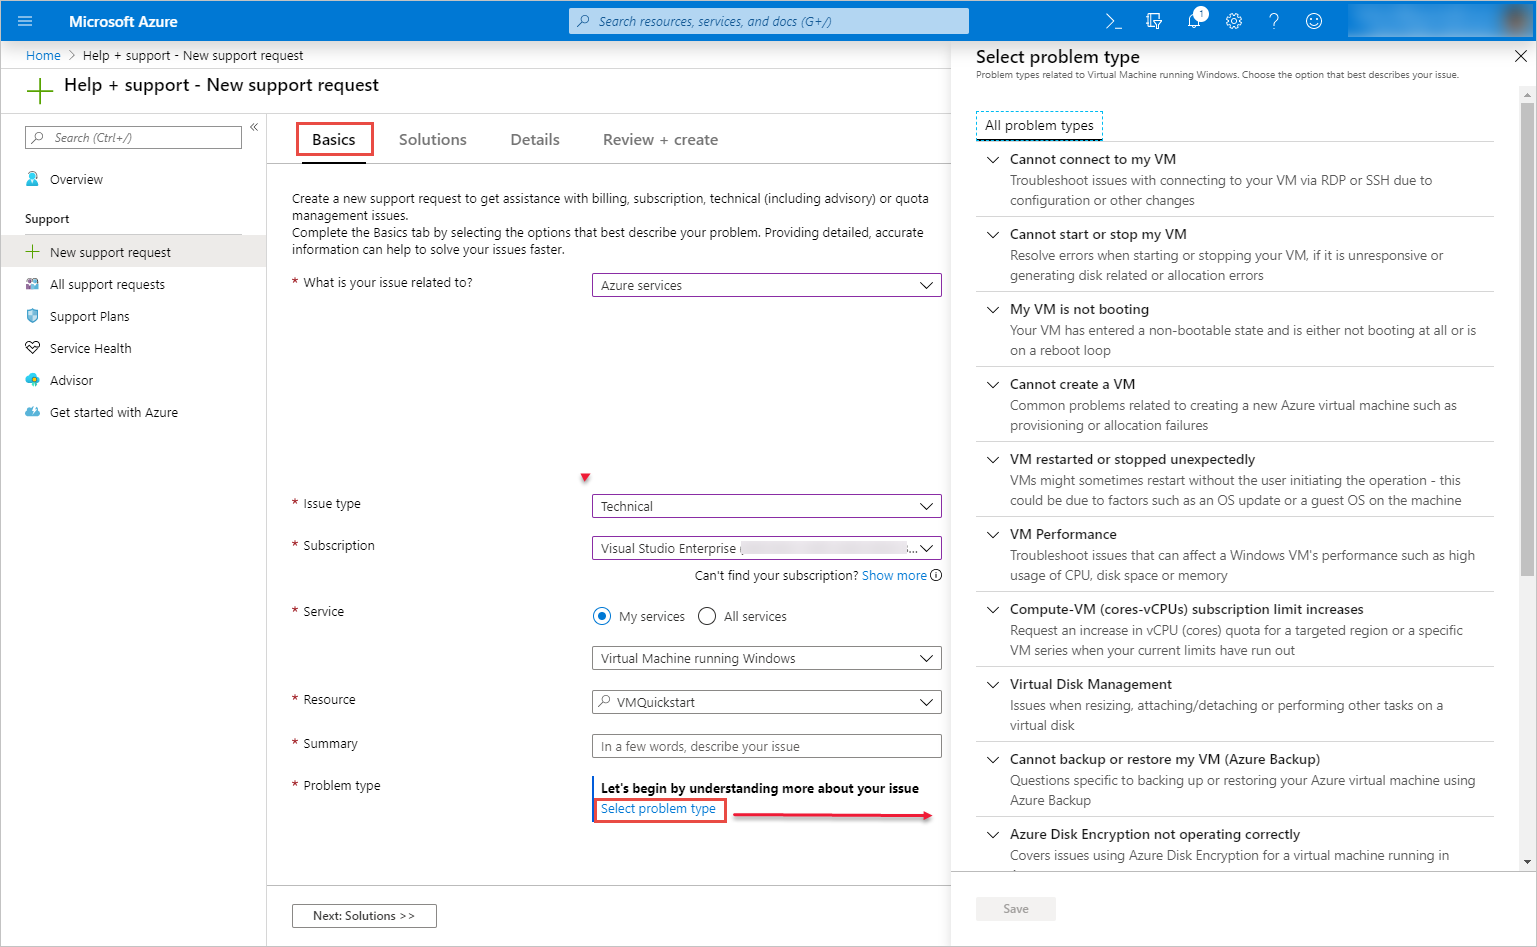 Microsoft Azure
Search resources, services, and docs (G+/)
1
Home > Help + support - New support request
Help + support - New support request
Search (Ctrl+/)
«
Overview
Support
New support request
All support requests
Support Plans
Service Health
Advisor
Get started with Azure
Basics
Solutions
Details
Review + create
Create a new support request to get assistance with billing, subscription, technical (including advisory) or quota
management issues.
Complete the Basics tab by selecting the options that best describe your problem. Providing detailed, accurate
information can help to solve your issues faster.
* What is your issue related to?
Azure services
* Issue type
Technical
* Subscription
Visual Studio Enterprise (
...
Can't find your subscription? Show more
* Service
My services
All services
Virtual Machine running Windows
* Resource
VMQuickstart
* Summary
In a few words, describe your issue
* Problem type
Let's begin by understanding more about your issue
Select problem type
Next: Solutions >>
Select problem type
Problem types related to Virtual Machine running Windows. Choose the option that best describes your issue.
All problem types
Cannot connect to my VM
Troubleshoot issues with connecting to your VM via RDP or SSH due to
configuration or other changes
Cannot start or stop my VM
Resolve errors when starting or stopping your VM, if it is unresponsive or
generating disk related or allocation errors
My VM is not booting
Your VM has entered a non-bootable state and is either not booting at all or is
on a reboot loop
Cannot create a VM
Common problems related to creating a new Azure virtual machine such as
provisioning or allocation failures
VM restarted or stopped unexpectedly
VMs might sometimes restart without the user initiating the operation - this
could be due to factors such as an OS update or a guest OS on the machine
VM Performance
Troubleshoot issues that can affect a Windows VM's performance such as high
usage of CPU, disk space or memory
Compute-VM (cores-vCPUs) subscription limit increases
Request an increase in vCPU (cores) quota for a targeted region or a specific
VM series when your current limits have run out
Virtual Disk Management
Issues when resizing, attaching/detaching or performing other tasks on a
virtual disk
Cannot backup or restore my VM (Azure Backup)
Questions specific to backing up or restoring your Azure virtual machine using
Azure Backup
Azure Disk Encryption not operating correctly
Covers issues using Azure Disk Encryption for a virtual machine running in
Save